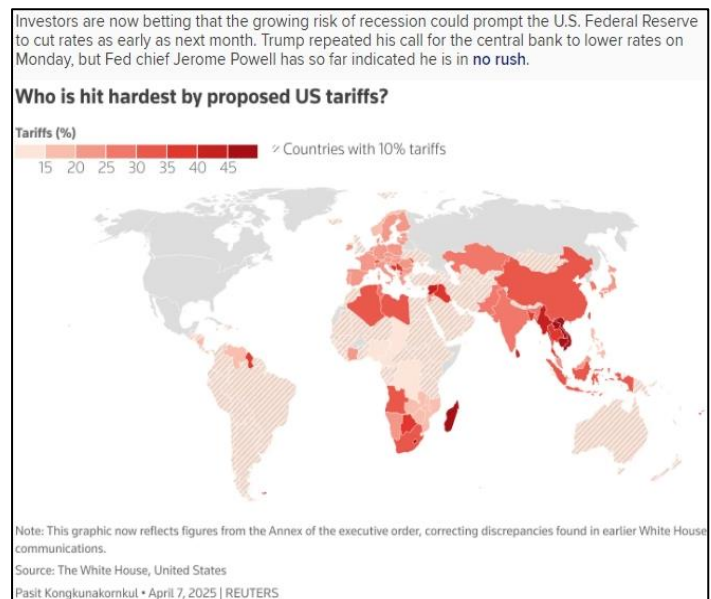 Investors are now betting that the growing risk of recession could prompt the U.S. Federal Reserve
to cut rates as early as next month. Trump repeated his call for the central bank to lower rates on
Monday, but Fed chief Jerome Powell has so far indicated he is in no rush.
Who is hit hardest by proposed US tariffs?
Tariffs (%)
Countries with 10% tariffs
15 20 25 30 35 40 45
Note: This graphic now reflects figures from the Annex of the executive order, correcting discrepancies found in earlier White House
communications.
Source: The White House, United States
Pasit Kongkunakornkul • April 7, 2025 | REUTERS